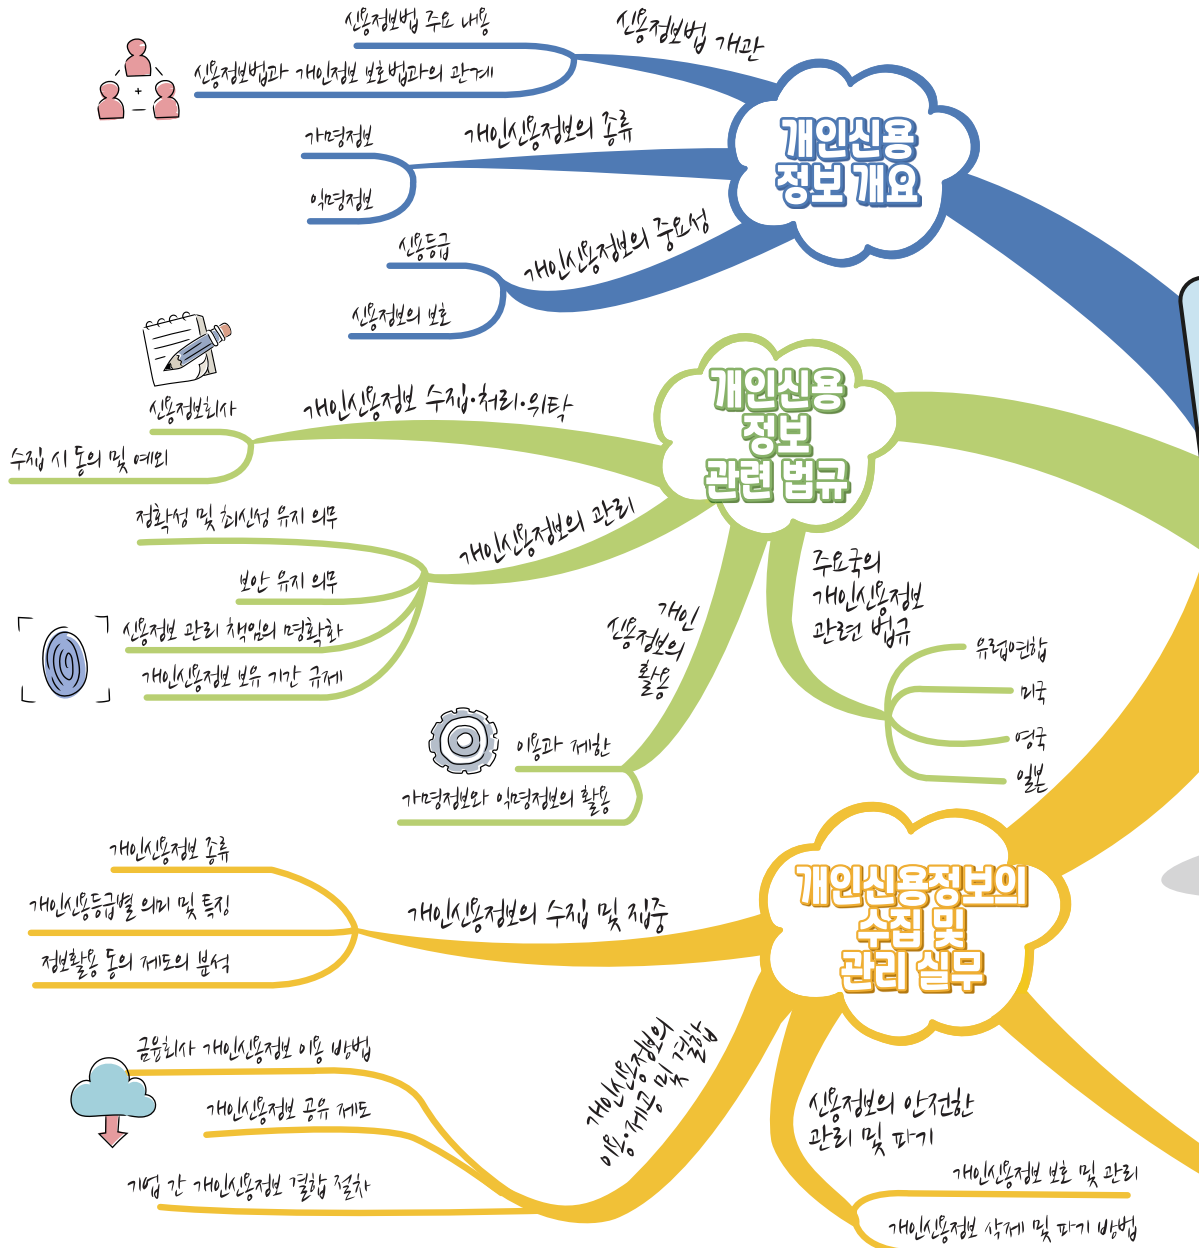 신용정보법 주요 내용
신용정보법 개관
신용정보법과 개인정보 보호법과의 관계
가명정보
개인신용정보의 종류
익명정보
개인신용
정보 개요
신용등급
개인신용정보의 중요성
신용정보의 보호
신용정보회사
개인신용정보 수집·처리·위탁
수집 시 동의 및 예외
개인신용
정보
관련 법규
정확성 및 최신성 유지 의무
개인신용정보의 관리
보안 유지 의무
신용정보 관리 책임의 명확화
개인신용정보 보유 기간 규제
개인
신용정보의
활용
이용과 제한
가명정보와 익명정보의 활용
주요국의
개인신용정보
관련 법규
유럽연합
미국
영국
일본
개인신용정보 종류
개인신용등급별 의미 및 특징
개인신용정보의 수집 및 집중
정보활용 동의 제도의 분석
개인신용정보의
수집 및
관리 실무
금융회사 개인신용정보 이용 방법
개인신용정보 공유 제도
기업 간 개인신용정보 결합 절차
개인신용정보의
이용·제공 및 결합
신용정보의 안전한
관리 및 파기
개인신용정보 보호 및 관리
개인신용정보 삭제 및 파기 방법